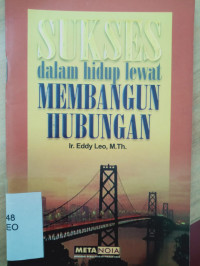 SUKSES
dalam hidup lewat
MEMBANGUN
HUBUNGAN
Ir. Eddy Leo, M.Th.
48
EO
METANOIA